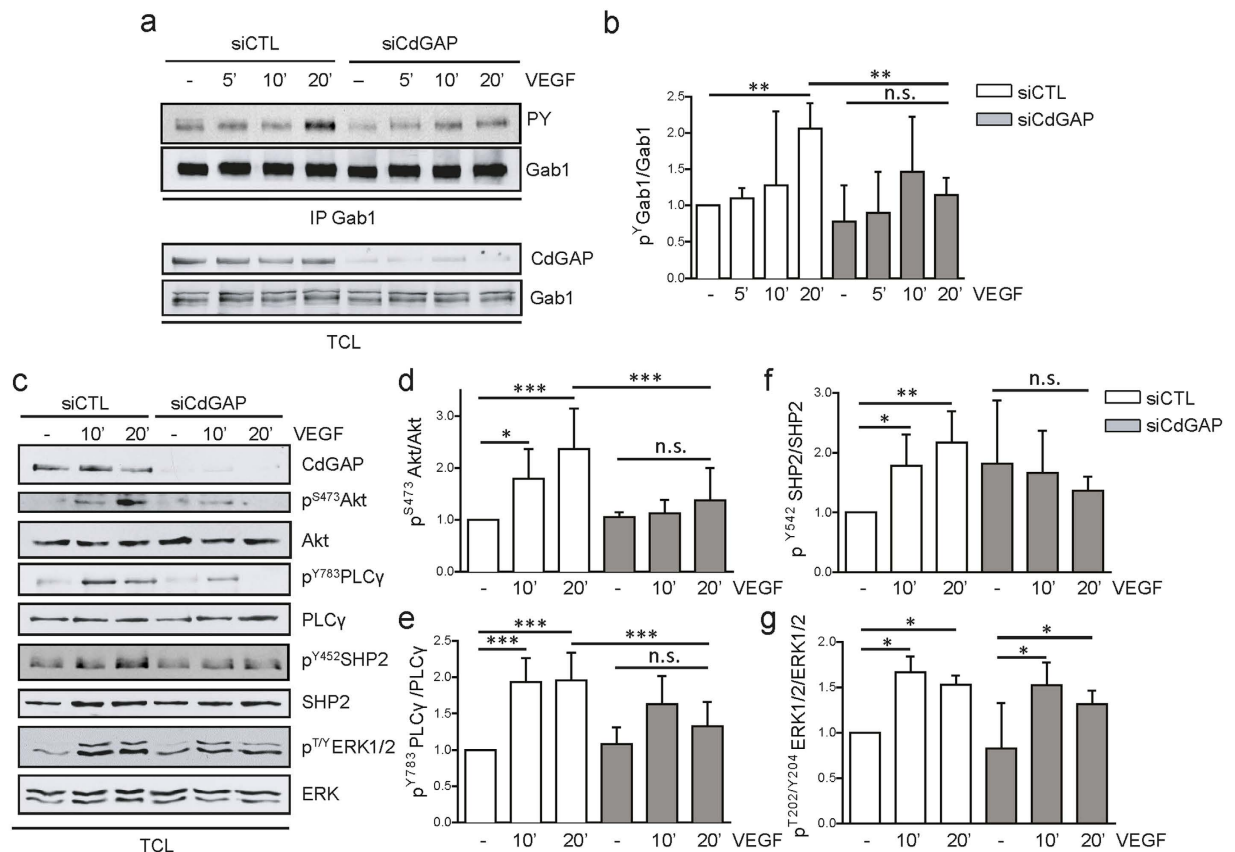 a
siCTL siCdGAP
- 5' 10' 20' – 5' 10' 20' VEGF
PY
Gab1
IP Gab1
CdGAP
Gab1
TCL
b
** **
n.s.
siCTL
siCdGAP
pYGab1/Gab1
2.5
2.0
1.5
1.0
0.5
0.0
- 5' 10' 20' - 5' 10' 20' VEGF
c
siCTL siCdGAP
- 10' 20' - 10' 20' VEGF
CdGAP
pS473Akt
Akt
pY783PLCγ
PLCγ
pY452SHP2
SHP2
pT/YERK1/2
ERK
TCL
d
*** ***
* n.s.
pS473 Akt/Akt
3.0
2.0
1.0
0.0
- 10' 20' - 10' 20' VEGF
e
*** ***
*** n.s.
pY783 PLCγ/PLCγ
2.5
2.0
1.5
1.0
0.5
0.0
- 10' 20' - 10' 20' VEGF
f
** n.s.
*
siCTL
siCdGAP
p Y542 SHP2/SHP2
3.0
2.0
1.0
0.0
- 10' 20' - 10' 20' VEGF
g
* *
* *
pT202/Y204 ERK1/2/ERK1/2
2.0
1.5
1.0
0.5
0.0
- 10' 20' - 10' 20' VEGF